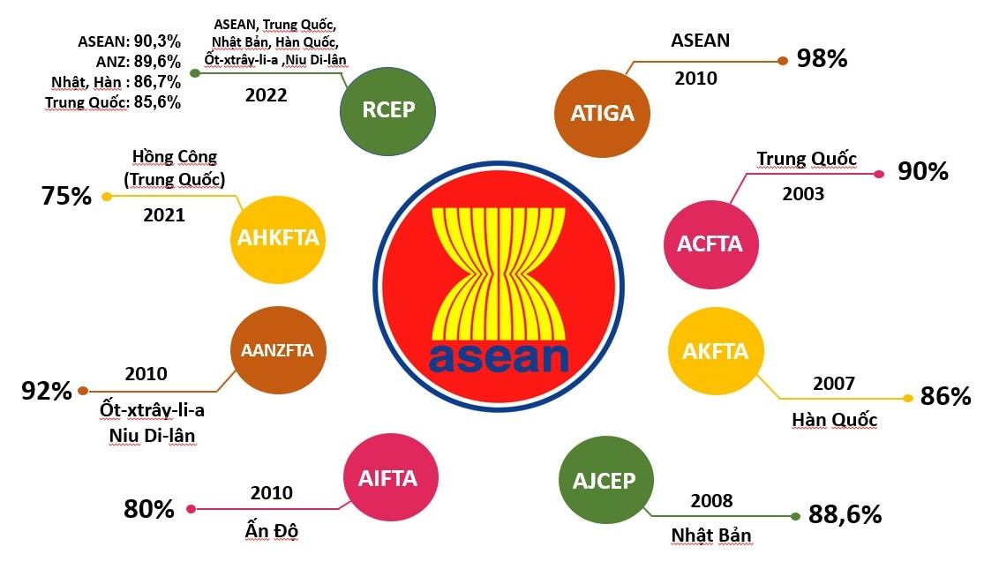 ASEAN: 90,3%
ANZ: 89,6%
Nhật, Hàn : 86,7%
Trung Quốc: 85,6%
ASEAN, Trung Quốc,
Nhật Bản, Hàn Quốc,
Ốt-xtrây-li-a ,Niu Di-lân
2022
RCEP
ASEAN
2010
98%
ATIGA
Hồng Công
(Trung Quốc)
2021
75%
AHKFTA
Trung Quốc
2003
90%
ACFTA
asean
AANZFTA
2010
92%
Ốt-xtrây-li-a
Niu Di-lân
AKFTA
2007
86%
Hàn Quốc
AIFTA
2010
80%
Ấn Độ
AJCEP
2008
88,6%
Nhật Bản